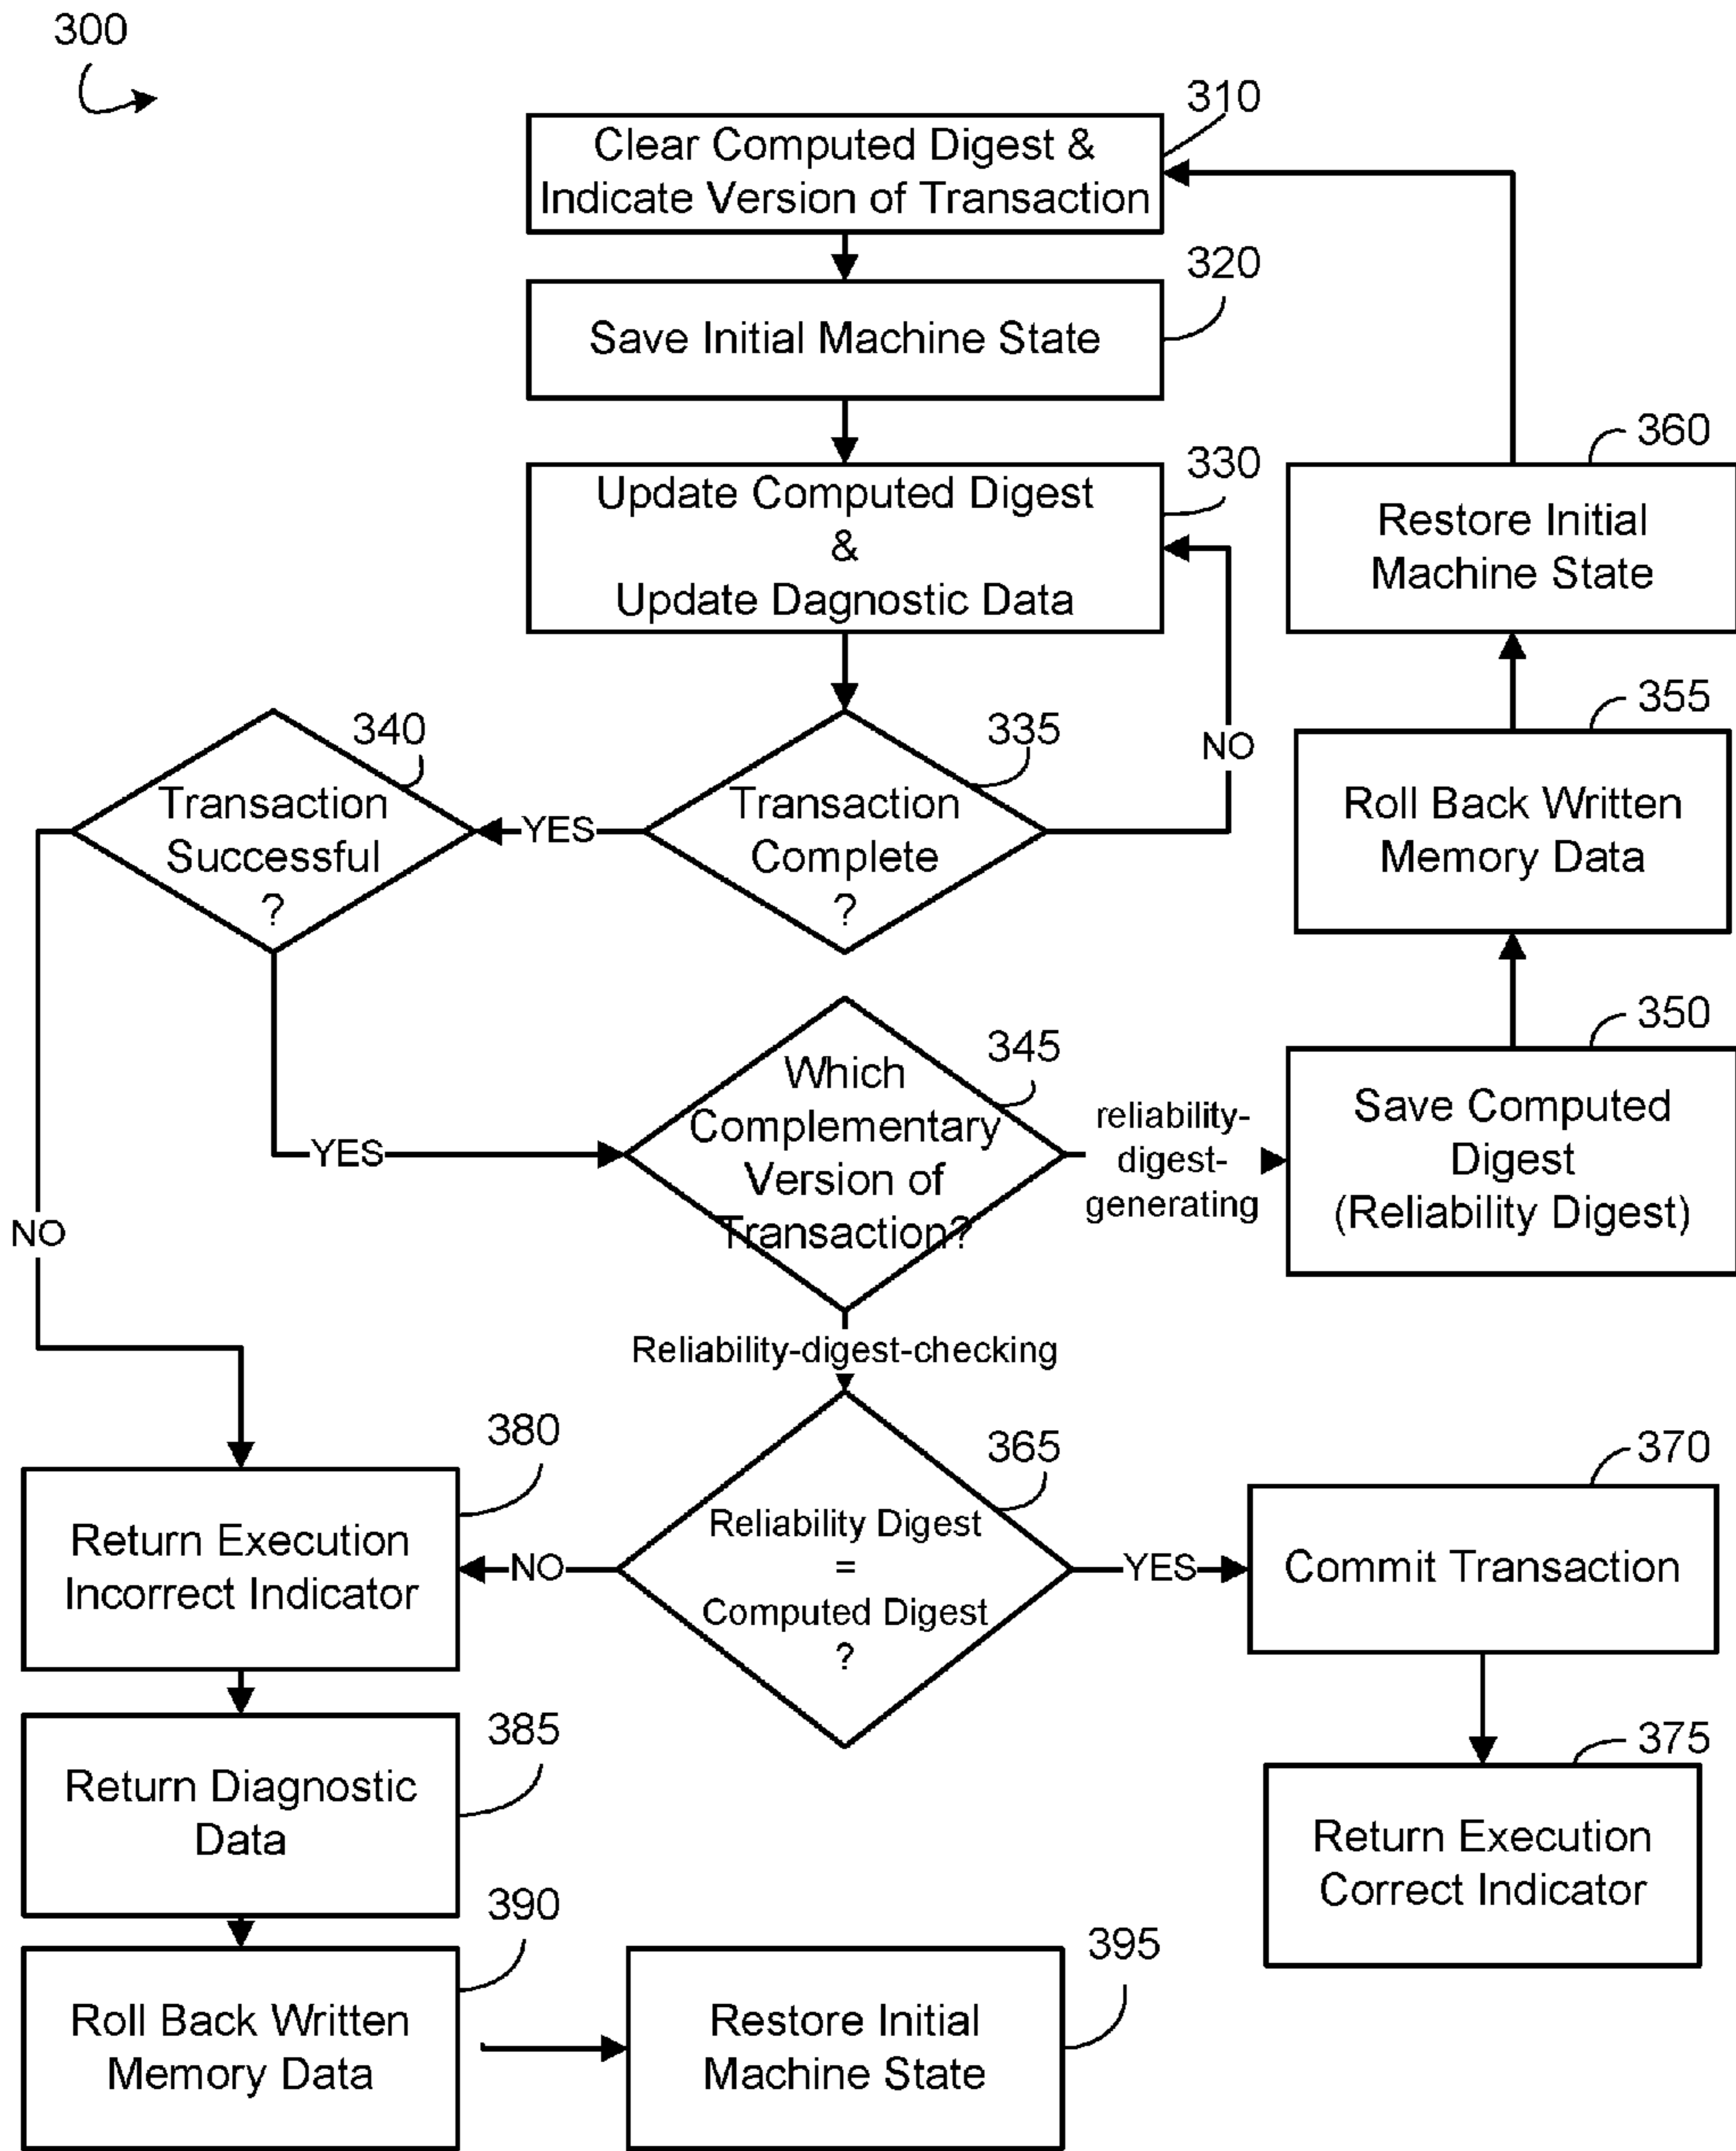 300
310
Clear Computed Digest &
Indicate Version of Transaction
320
Save Initial Machine State
330
Update Computed Digest
&
Update Dagnostic Data
360
Restore Initial
Machine State
355
Roll Back Written
Memory Data
340
Transaction
Successful
?
YES
335
Transaction
Complete
?
NO
350
Save Computed
Digest
(Reliability Digest)
345
Which
Complementary
Version of
Transaction?
reliability-
digest-
generating
YES
NO
Reliability-digest-checking
380
Return Execution
Incorrect Indicator
NO
365
Reliability Digest
=
Computed Digest
?
YES
370
Commit Transaction
385
Return Diagnostic
Data
375
Return Execution
Correct Indicator
390
Roll Back Written
Memory Data
395
Restore Initial
Machine State